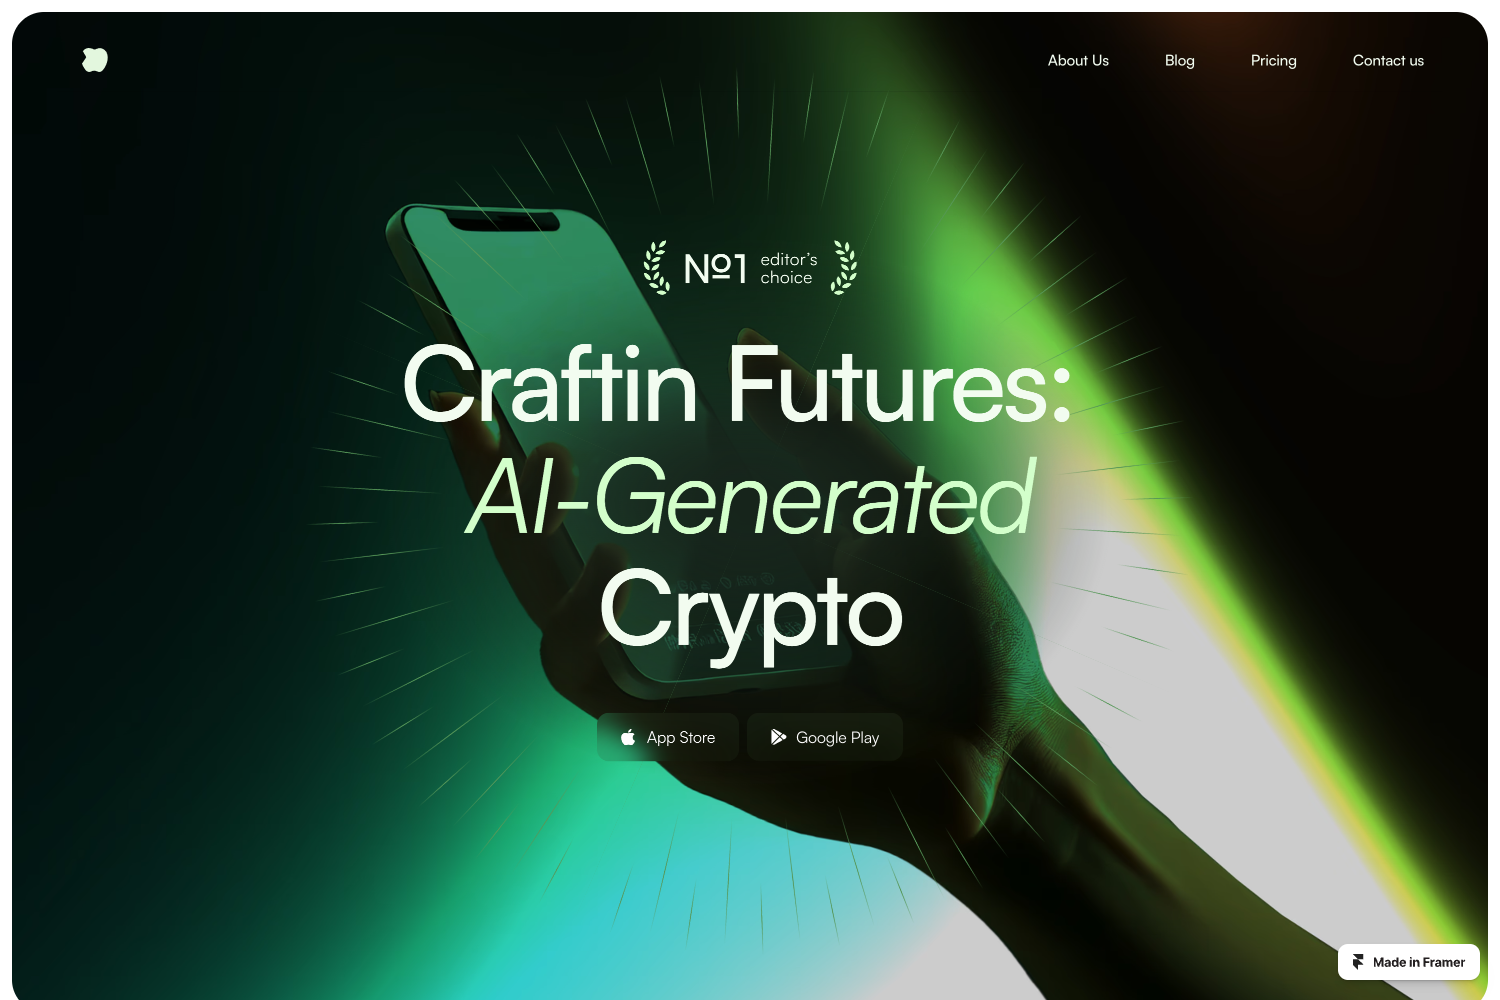 About Us
Blog
Pricing
Contact us
№1
editor's
choice
Craftin Futures:
AI-Generated
Crypto
App Store
Google Play
Made in Framer